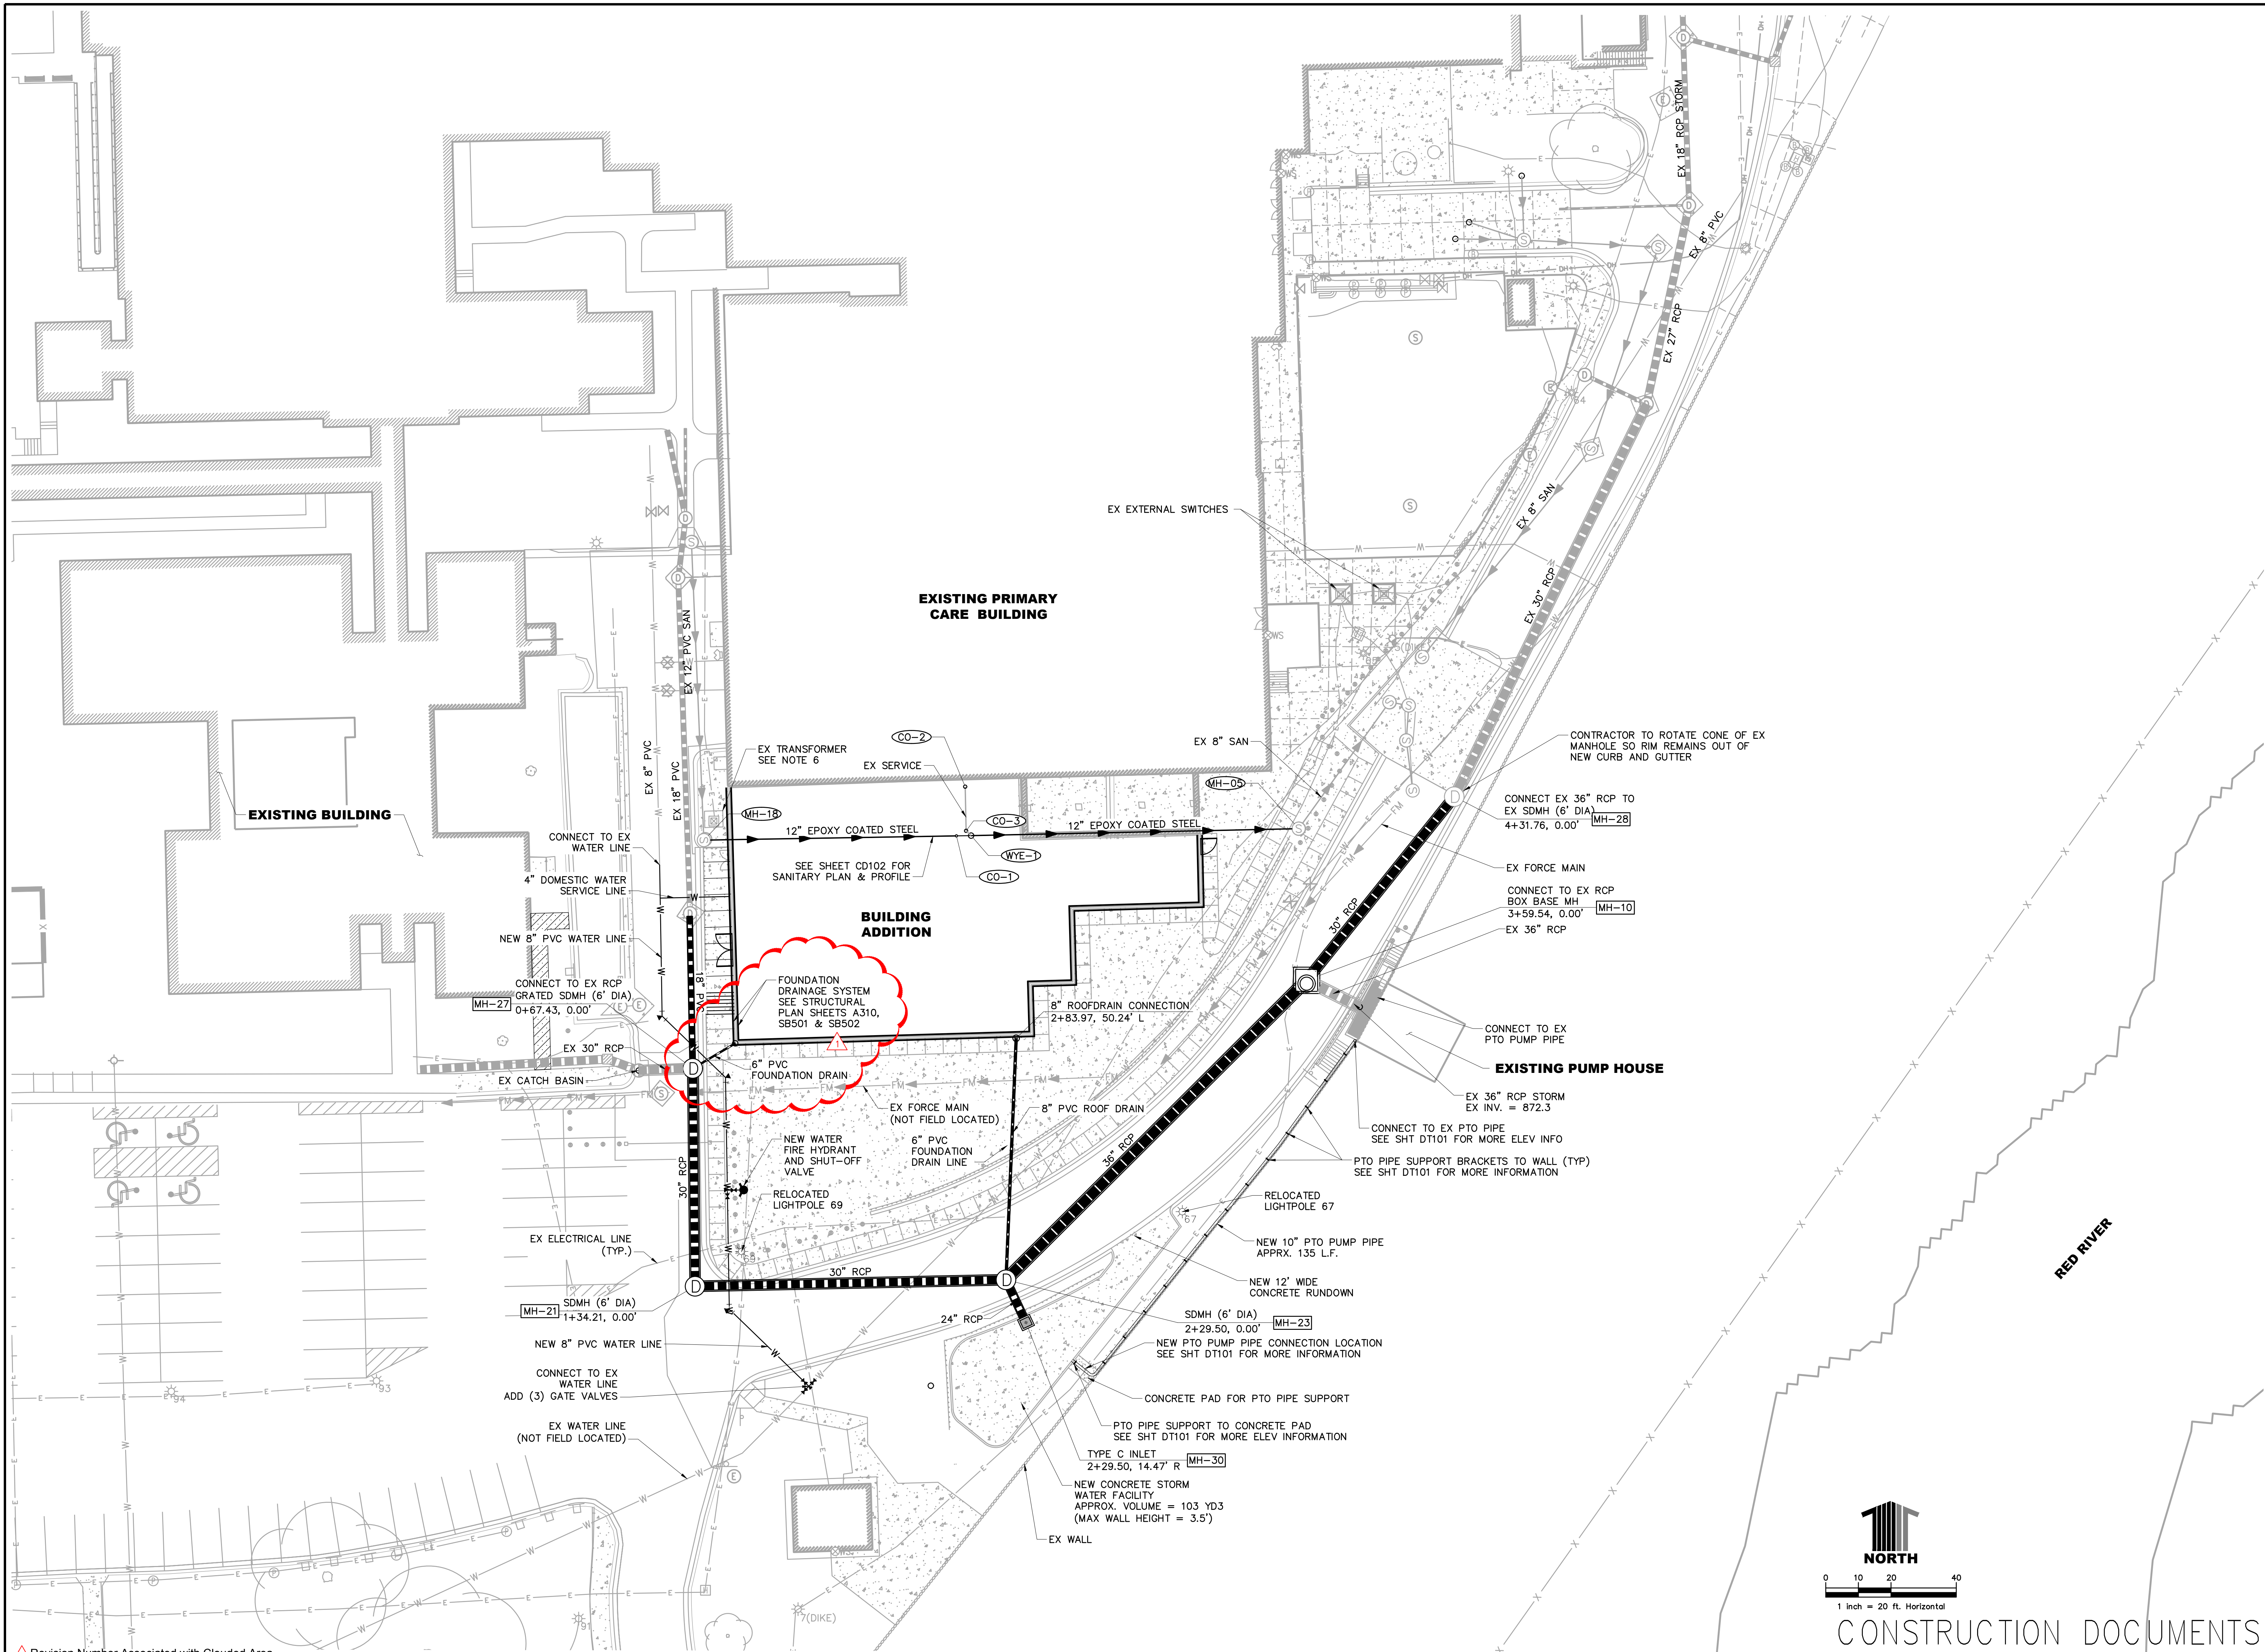 EX 18" RCP STORM
EX 8" PVC
EX 27" RCP
EX EXTERNAL SWITCHES
EX 8" SAN
EX 30" RCP
EXISTING PRIMARY
CARE BUILDING
EX 12" PVC SAN
EX 8" PVC
EX 18" PVC
EX TRANSFORMER
SEE NOTE 6
CO-2
EX SERVICE
EX 8" SAN
MH-05
CONTRACTOR TO ROTATE CONE OF EX
MANHOLE SO RIM REMAINS OUT OF
NEW CURB AND GUTTER
CONNECT EX 36" RCP TO
EX SDMH (6' DIA)
4+31.76, 0.00'
MH-28
EXISTING BUILDING
MH-18
CO-3
12" EPOXY COATED STEEL
12" EPOXY COATED STEEL
WYE-1
CO-1
SEE SHEET CD102 FOR
SANITARY PLAN & PROFILE
CONNECT TO EX
WATER LINE
4" DOMESTIC WATER
SERVICE LINE
EX FORCE MAIN
CONNECT TO EX RCP
BOX BASE MH
3+59.54, 0.00'
MH-10
EX 36" RCP
BUILDING
ADDITION
30" RCP
NEW 8" PVC WATER LINE
CONNECT TO EX RCP
GRATED SDMH (6' DIA)
MH-27
0+67.43, 0.00'
18" PVC
FOUNDATION
DRAINAGE SYSTEM
SEE STRUCTURAL
PLAN SHEETS A310,
SB501 & SB502
1
8" ROOFDRAIN CONNECTION
2+83.97, 50.24' L
CONNECT TO EX
PTO PUMP PIPE
EXISTING PUMP HOUSE
EX 30" RCP
EX CATCH BASIN
6" PVC
FOUNDATION DRAIN
EX FORCE MAIN
(NOT FIELD LOCATED)
8" PVC ROOF DRAIN
EX 36" RCP STORM
EX INV. = 872.3
CONNECT TO EX PTO PIPE
SEE SHT DT101 FOR MORE ELEV INFO
NEW WATER
FIRE HYDRANT
AND SHUT-OFF
VALVE
6" PVC
FOUNDATION
DRAIN LINE
36" RCP
PTO PIPE SUPPORT BRACKETS TO WALL (TYP)
SEE SHT DT101 FOR MORE INFORMATION
30" RCP
RELOCATED
LIGHTPOLE 69
RELOCATED
LIGHTPOLE 67
67
EX ELECTRICAL LINE
(TYP.)
69
NEW 10" PTO PUMP PIPE
APPRX. 135 L.F.
30" RCP
NEW 12' WIDE
CONCRETE RUNDOWN
SDMH (6' DIA)
MH-21
1+34.21, 0.00'
24" RCP
SDMH (6' DIA)
2+29.50, 0.00'
MH-23
NEW 8" PVC WATER LINE
NEW PTO PUMP PIPE CONNECTION LOCATION
SEE SHT DT101 FOR MORE INFORMATION
CONNECT TO EX
WATER LINE
ADD (3) GATE VALVES
CONCRETE PAD FOR PTO PIPE SUPPORT
93
94
EX WATER LINE
(NOT FIELD LOCATED)
PTO PIPE SUPPORT TO CONCRETE PAD
SEE SHT DT101 FOR MORE ELEV INFORMATION
TYPE C INLET
2+29.50, 14.47' R
MH-30
NEW CONCRETE STORM
WATER FACILITY
APPROX. VOLUME = 103 YD3
(MAX WALL HEIGHT = 3.5')
EX WALL
RED RIVER
7(DIKE)
91
NORTH
0 10 20 40
1 inch = 20 ft. Horizontal
CONSTRUCTION DOCUMENTS
Revision Number Associated with Clouded Area